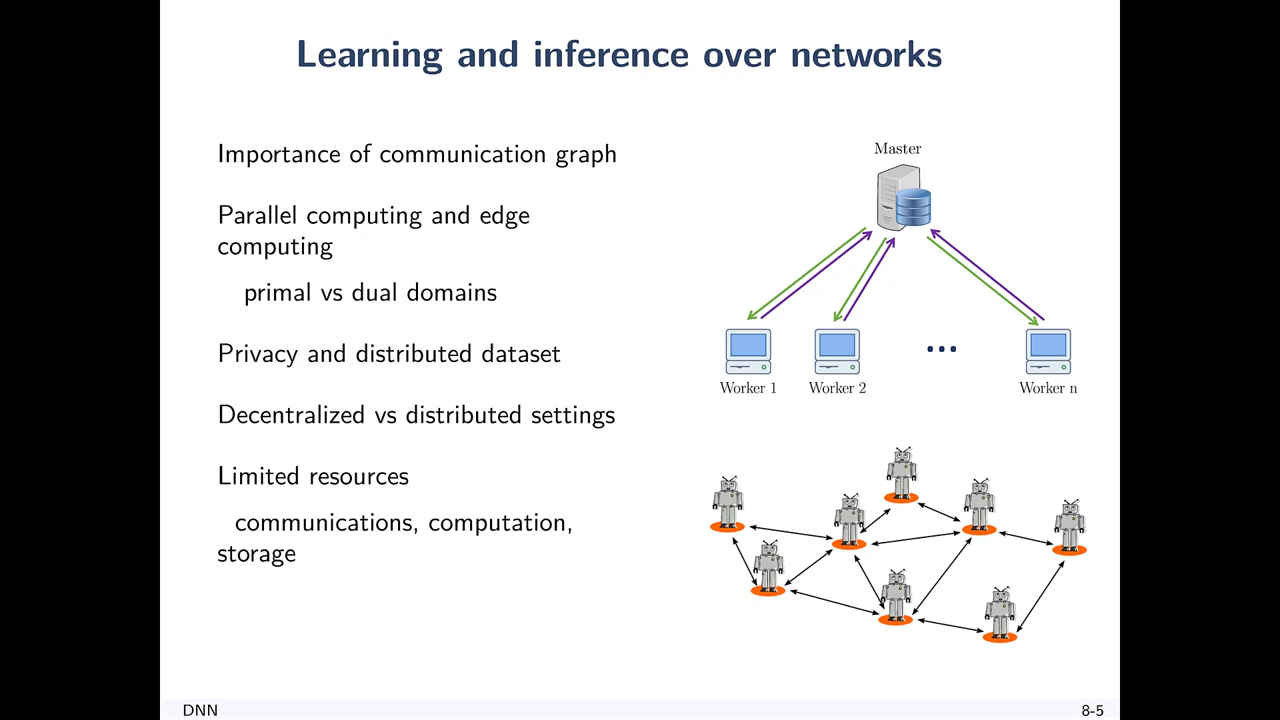 Learning and inference over networks
Importance of communication graph
Parallel computing and edge
computing
primal vs dual domains
Privacy and distributed dataset
Decentralized vs distributed settings
Limited resources
communications, computation,
storage
Master
Worker 1
Worker 2
...
Worker n
DNN
8-5